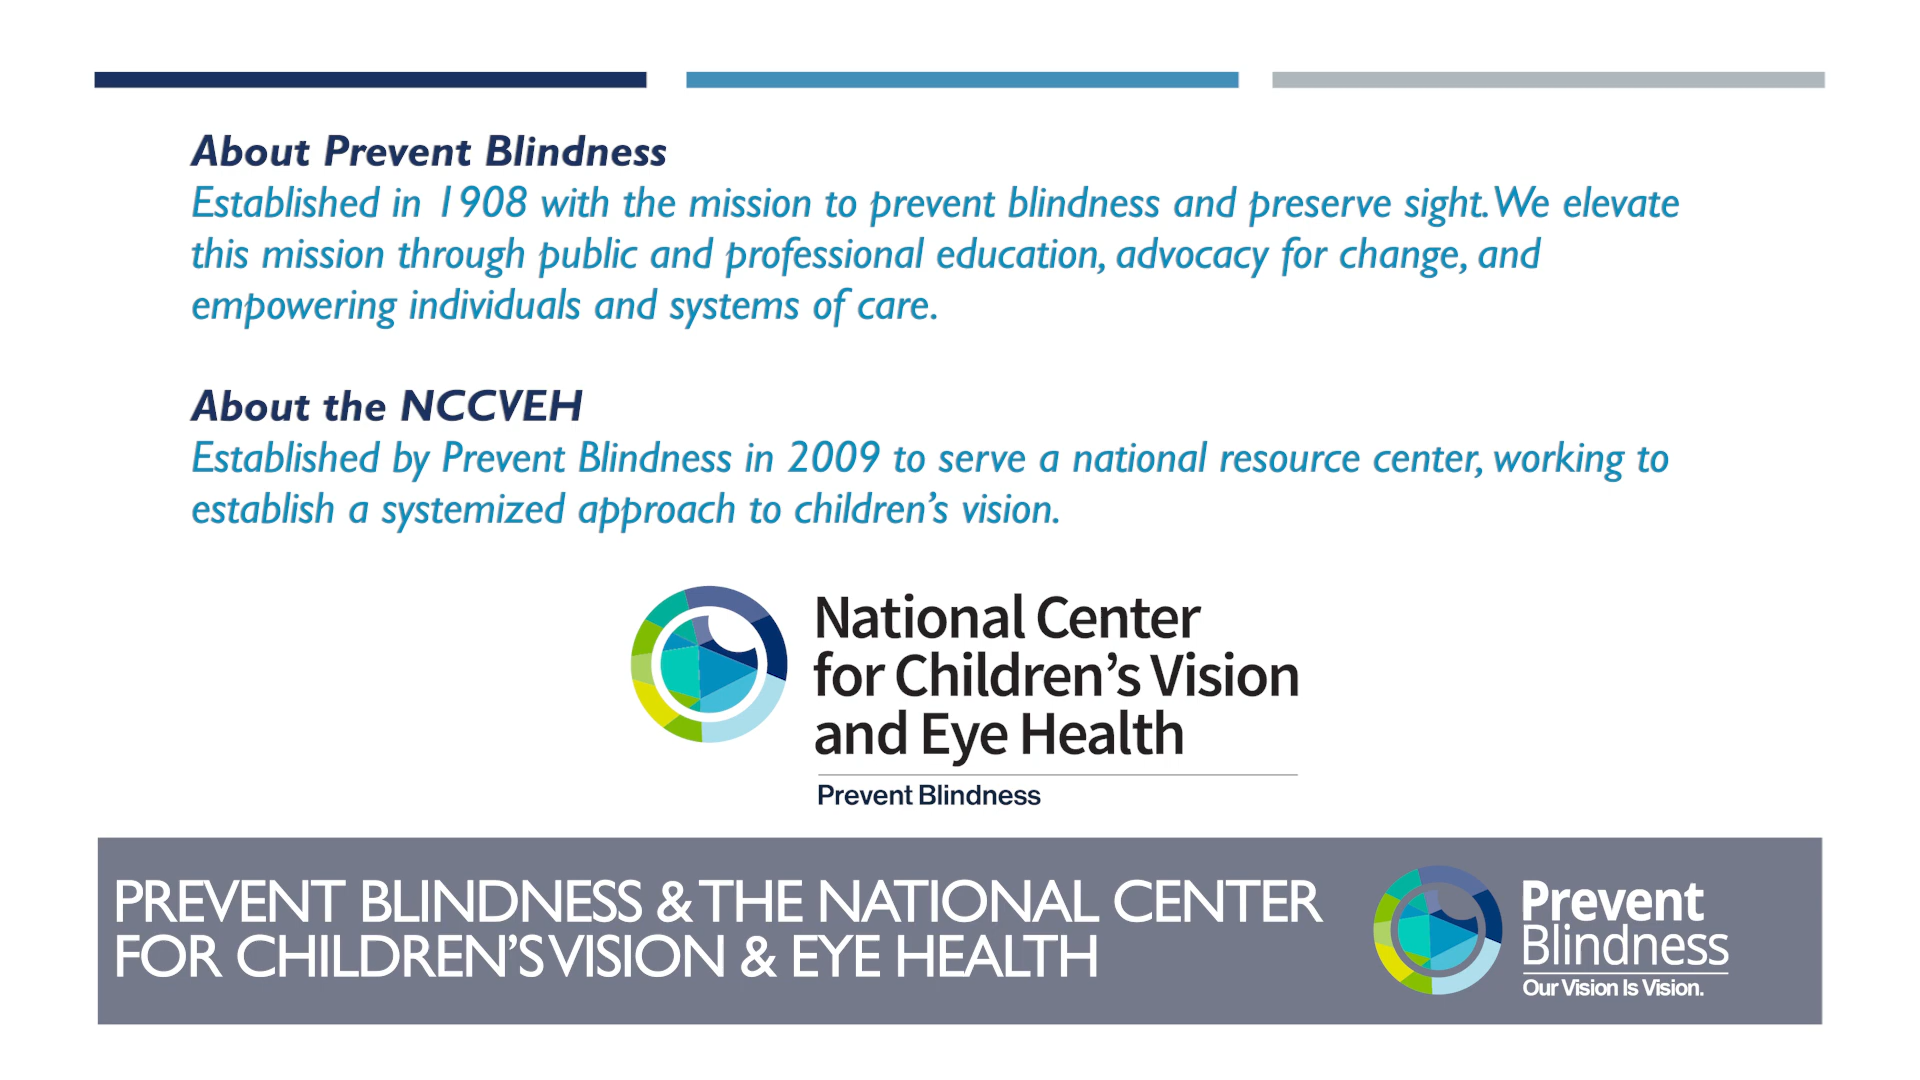 About Prevent Blindness
Established in 1908 with the mission to prevent blindness and preserve sight. We elevate
this mission through public and professional education, advocacy for change, and
empowering individuals and systems of care.
About the NCCVEH
Established by Prevent Blindness in 2009 to serve a national resource center, working to
establish a systemized approach to children’s vision.
National Center
for Children’s Vision
and Eye Health
Prevent Blindness
PREVENT BLINDNESS & THE NATIONAL CENTER
FOR CHILDREN’S VISION & EYE HEALTH
Prevent
Blindness
Our Vision Is Vision.